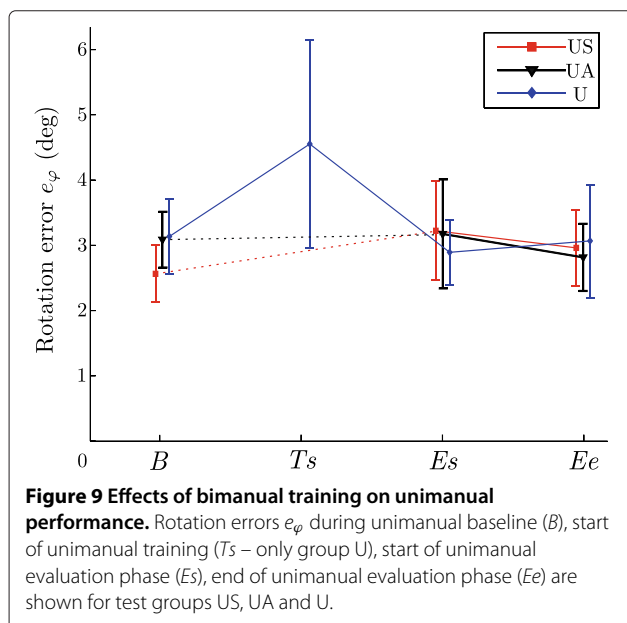 6
5
4
3
2
1
0
Rotation error eφ (deg)
US
UA
U
B Ts Es Ee
Figure 9 Effects of bimanual training on unimanual
performance. Rotation errors eφ during unimanual baseline (B), start
of unimanual training (Ts – only group U), start of unimanual
evaluation phase (Es), end of unimanual evaluation phase (Ee) are
shown for test groups US, UA and U.